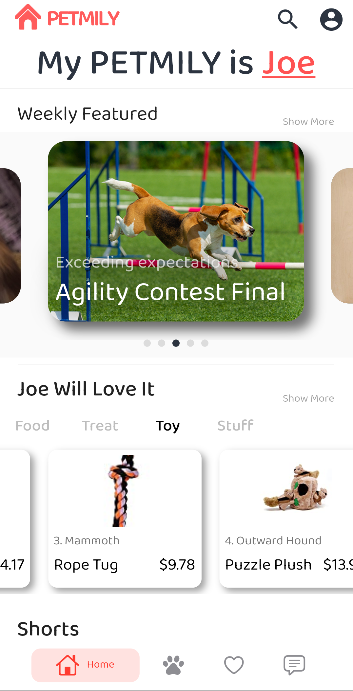 PETMILY
My PETMILY is Joe
Weekly Featured
Show More
Exceeding expectations
Agility Contest Final
Joe Will Love It
Show More
Food Treat Toy Stuff
3. Mammoth
4. Outward Hound
4.17 Rope Tug $9.78 Puzzle Plush $13.9
Shorts
Home